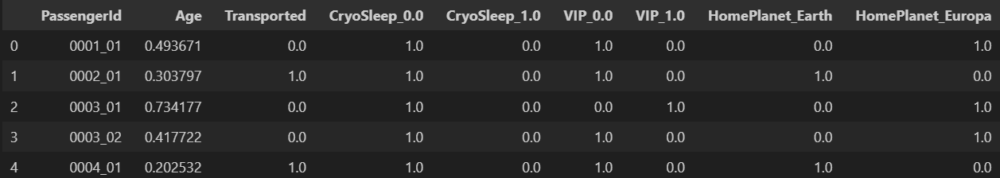 PassengerId Age Transported CryoSleep_0.0 CryoSleep_1.0 VIP_0.0 VIP_1.0 HomePlanet_Earth HomePlanet_Europa
0 0001_01 0.493671 0.0 1.0 0.0 1.0 0.0 0.0 1.0
1 0002_01 0.303797 1.0 1.0 0.0 1.0 0.0 1.0 0.0
2 0003_01 0.734177 0.0 1.0 0.0 0.0 1.0 0.0 1.0
3 0003_02 0.417722 0.0 1.0 0.0 1.0 0.0 0.0 1.0
4 0004_01 0.202532 1.0 1.0 0.0 1.0 0.0 1.0 0.0